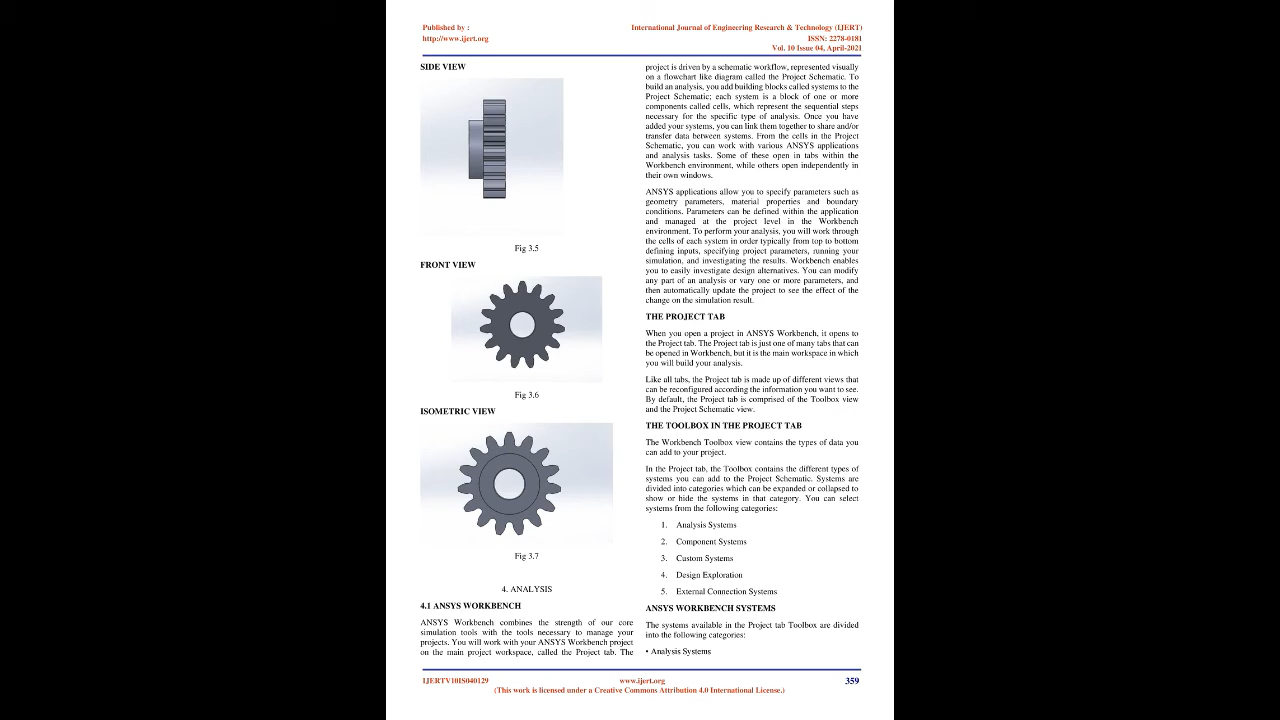 Published by :
http://www.ijert.org
International Journal of Engineering Research & Technology (IJERT)
ISSN: 2278-0181
Vol. 10 Issue 04, April-2021
SIDE VIEW
Fig 3.5
FRONT VIEW
Fig 3.6
ISOMETRIC VIEW
Fig 3.7
4. ANALYSIS
4.1 ANSYS WORKBENCH
ANSYS Workbench combines the strength of our core
simulation tools with the tools necessary to manage your
projects. You will work with your ANSYS Workbench project
on the main project workspace, called the Project tab. The
project is driven by a schematic workflow, represented visually
on a flowchart like diagram called the Project Schematic. To
build an analysis, you add building blocks called systems to the
Project Schematic; each system is a block of one or more
components called cells, which represent the sequential steps
necessary for the specific type of analysis. Once you have
added your systems, you can link them together to share and/or
transfer data between systems. From the cells in the Project
Schematic, you can work with various ANSYS applications
and analysis tasks. Some of these open in tabs within the
Workbench environment, while others open independently in
their own windows.
ANSYS applications allow you to specify parameters such as
geometry parameters, material properties and boundary
conditions. Parameters can be defined within the application
and managed at the project level in the Workbench
environment. To perform your analysis, you will work through
the cells of each system in order typically from top to bottom
defining inputs, specifying project parameters, running your
simulation, and investigating the results. Workbench enables
you to easily investigate design alternatives. You can modify
any part of an analysis or vary one or more parameters, and
then automatically update the project to see the effect of the
change on the simulation result.
THE PROJECT TAB
When you open a project in ANSYS Workbench, it opens to
the Project tab. The Project tab is just one of many tabs that can
be opened in Workbench, but it is the main workspace in which
you will build your analysis.
Like all tabs, the Project tab is made up of different views that
can be reconfigured according the information you want to see.
By default, the Project tab is comprised of the Toolbox view
and the Project Schematic view.
THE TOOLBOX IN THE PROJECT TAB
The Workbench Toolbox view contains the types of data you
can add to your project.
In the Project tab, the Toolbox contains the different types of
systems you can add to the Project Schematic. Systems are
divided into categories which can be expanded or collapsed to
show or hide the systems in that category. You can select
systems from the following categories:
1. Analysis Systems
2. Component Systems
3. Custom Systems
4. Design Exploration
5. External Connection Systems
ANSYS WORKBENCH SYSTEMS
The systems available in the Project tab Toolbox are divided
into the following categories:
• Analysis Systems
IJERTV10IS040129
www.ijert.org
359
(This work is licensed under a Creative Commons Attribution 4.0 International License.)